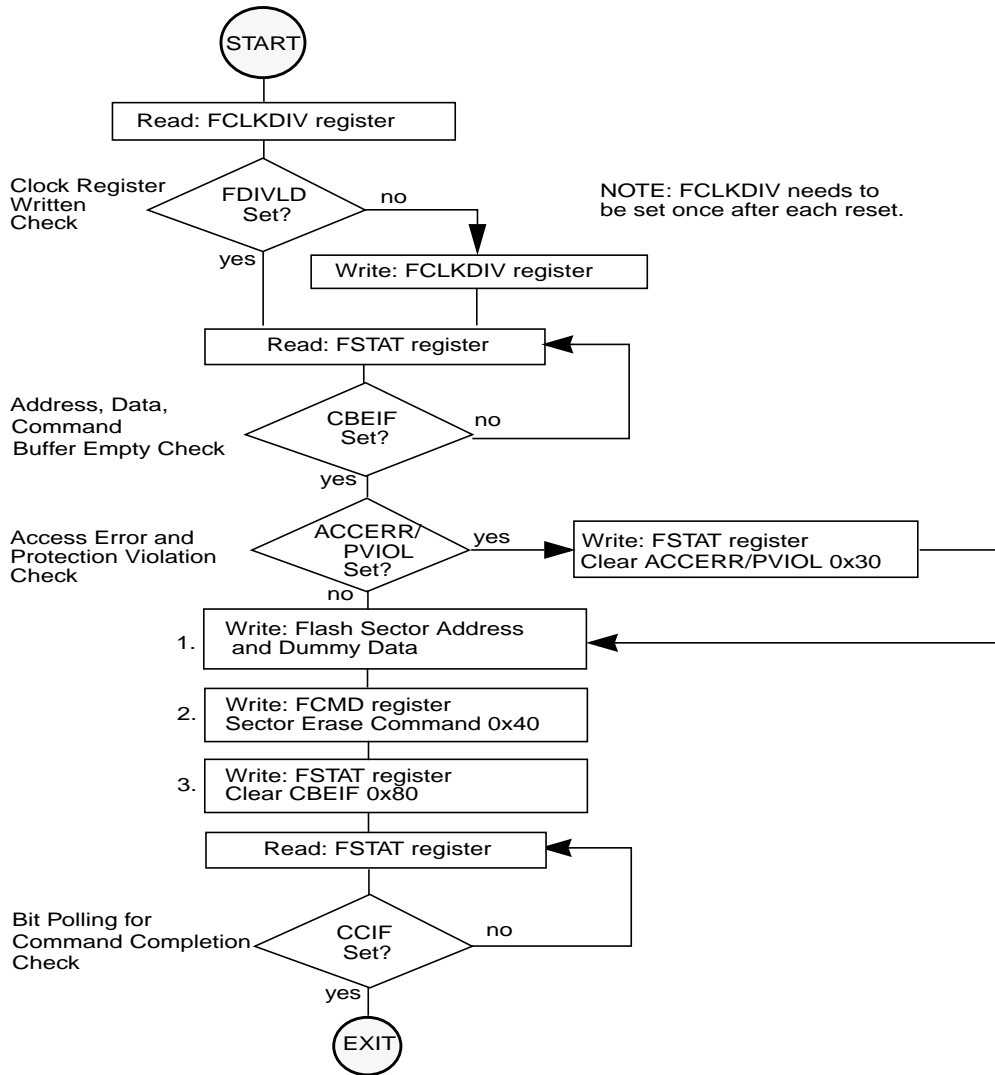 START
Read: FCLKDIV register
Clock Register
Written
Check
FDIVLD
Set?
no
yes
NOTE: FCLKDIV needs to
be set once after each reset.
Write: FCLKDIV register
Read: FSTAT register
Address, Data,
Command
Buffer Empty Check
CBEIF
Set?
no
yes
Access Error and
Protection Violation
Check
ACCERR/
PVIOL
Set?
yes
no
Write: FSTAT register
Clear ACCERR/PVIOL 0x30
1.
Write: Flash Sector Address
and Dummy Data
2.
Write: FCMD register
Sector Erase Command 0x40
3.
Write: FSTAT register
Clear CBEIF 0x80
Read: FSTAT register
Bit Polling for
Command Completion
Check
CCIF
Set?
no
yes
EXIT